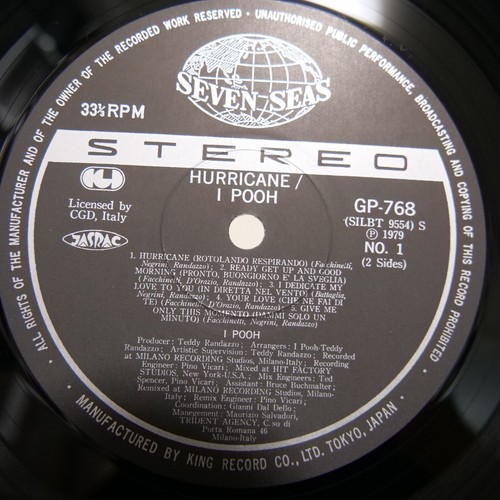 ALL RIGHTS OF THE MANUFACTURER AND OF THE OWNER OF THE RECORDED WORK RESERVED · UNAUTHORISED PUBLIC PERFORMANCE, BROADCASTING AND COPYING OF THIS RECORD PROHIBITED ·
SEVEN SEAS
33⅓RPM
STEREO
HURRICANE /
I POOH
Licensed by
CGD, Italy
JASRAC
GP-768
(SILBT 9554) S
Ⓟ 1979
NO. 1
(2 Sides)
1. HURRICANE (ROTOLANDO RESPIRANDO) (Facchinetti,
Negrini, Randazzo) ; 2. READY GET UP AND GOOD
MORNING (PRONTO, BUONGIORNO E' LA SVEGLIA)
(Facchinetti, D'Orazio, Randazzo) ; 3. I DEDICATE MY
LOVE TO YOU (IN DIRETTA NEL VENTO) (Battaglia,
Negrini, Randazzo) ; 4. YOUR LOVE (CHE NE FAI DI
TE) (Facchinetti, D'Orazio, Randazzo) ; 5. GIVE ME
ONLY THIS MOMENTO (DAMMI SOLO UN
MINUTO) (Facchinetti, Negrini, Randazzo)
I POOH
Producer : Teddy Randazzo ; Arrangers : I Pooh-Teddy
Randazzo ; Artistic Supervision : Teddy Randazzo ; Recorded
at MILANO RECORDING Studios, Milano-Italy ; Recording
Engineer : Pino Vicari ; Mixed at HIT FACTORY
STUDIOS, New York-U.S.A. ; Mix Engineers : Ted
Spencer, Pino Vicari ; Assistant : Bruce Buchnalter ;
Remixed at MILANO RECORDING Studios, Milano-
Italy ; Remix Engineer : Pino Vicari ;
Coordination : Gianni Dal Dello ;
Manegement : Maurizio Salvadori,
TRIDENT AGENCY, C.so di
Porta Romana 46
Milano-Italy
· MANUFACTURED BY KING RECORD CO., LTD. TOKYO, JAPAN ·